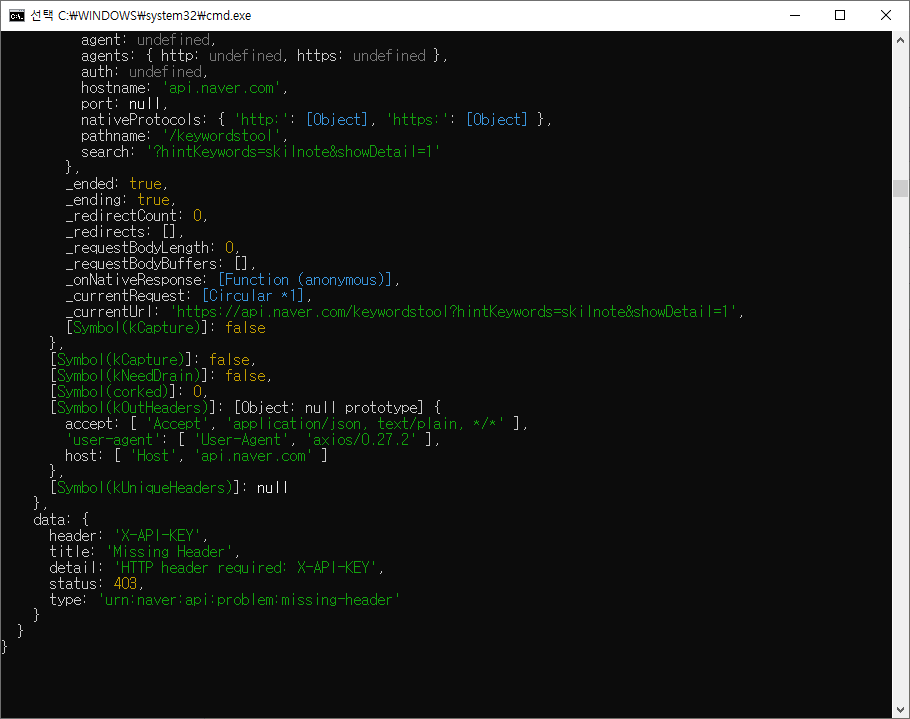 선택 C:₩WINDOWS₩system32₩cmd.exe
agent: undefined,
agents: { http: undefined, https: undefined },
auth: undefined,
hostname: 'api.naver.com',
port: null,
nativeProtocols: { 'http:': [Object], 'https:': [Object] },
pathname: '/keywordstool',
search: '?hintKeywords=skilnote&showDetail=1'
},
_ended: true,
_ending: true,
_redirectCount: 0,
_redirects: [],
_requestBodyLength: 0,
_requestBodyBuffers: [],
_onNativeResponse: [Function (anonymous)],
_currentRequest: [Circular *1],
_currentUrl: 'https://api.naver.com/keywordstool?hintKeywords=skilnote&showDetail=1',
[Symbol(kCapture)]: false
},
[Symbol(kCapture)]: false,
[Symbol(kNeedDrain)]: false,
[Symbol(corked)]: 0,
[Symbol(kOutHeaders)]: [Object: null prototype] {
accept: [ 'Accept', 'application/json, text/plain, */*' ],
'user-agent': [ 'User-Agent', 'axios/0.27.2' ],
host: [ 'Host', 'api.naver.com' ]
},
[Symbol(kUniqueHeaders)]: null
},
data: {
header: 'X-API-KEY',
title: 'Missing Header',
detail: 'HTTP header required: X-API-KEY',
status: 403,
type: 'urn:naver:api:problem:missing-header'
}
}
}